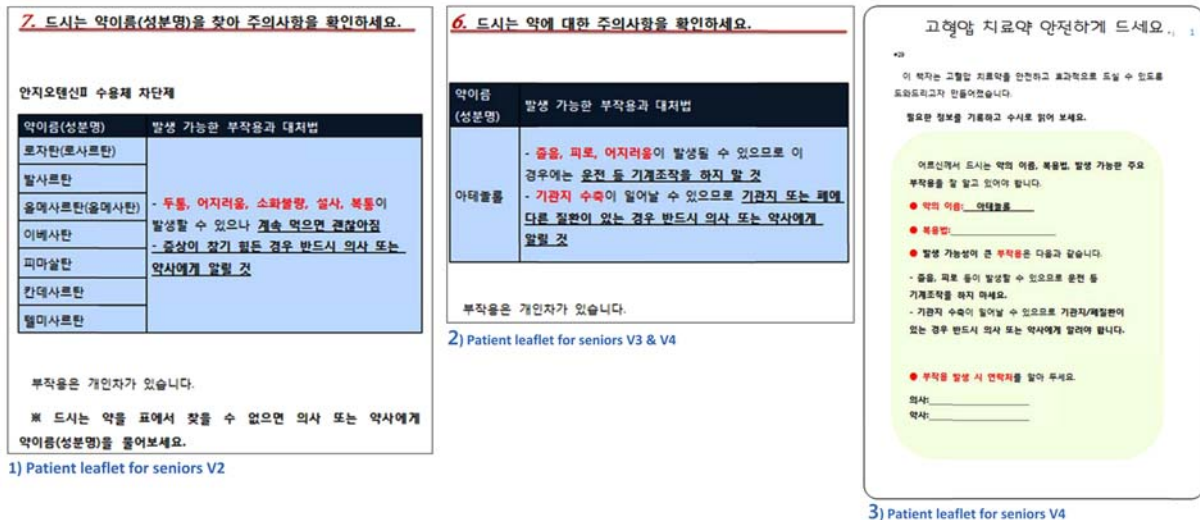 7. 드시는 약이름(성분명)을 찾아 주의사항을 확인하세요.
안지오텐신Ⅱ 수용체 차단제
약이름(성분명)
발생 가능한 부작용과 대처법
로자탄(로사르탄)
발사르탄
올메사르탄(올메사탄)
이베사탄
피마살탄
칸데사르탄
텔미사르탄
- 두통, 어지러움, 소화불량, 설사, 복통이
발생할 수 있으나 계속 먹으면 괜찮아짐
- 증상이 참기 힘든 경우 반드시 의사 또는
약사에게 알릴 것
부작용은 개인차가 있습니다.
※ 드시는 약을 표에서 찾을 수 없으면 의사 또는 약사에게
약이름(성분명)을 물어보세요.
1) Patient leaflet for seniors V2
6. 드시는 약에 대한 주의사항을 확인하세요.
약이름
(성분명)
발생 가능한 부작용과 대처법
아테놀롤
- 졸음, 피로, 어지러움이 발생될 수 있으므로 이
경우에는 운전 등 기계조작을 하지 말 것
- 기관지 수축이 일어날 수 있으므로 기관지 또는 폐에
다른 질환이 있는 경우 반드시 의사 또는 약사에게
알릴 것
부작용은 개인차가 있습니다.
2) Patient leaflet for seniors V3 & V4
고혈압 치료약 안전하게 드세요.
1
이 책자는 고혈압 치료약을 안전하고 효과적으로 드실 수 있도록
도와드리고자 만들어졌습니다.
필요한 정보를 기록하고 수시로 읽어 보세요.
어르신께서 드시는 약의 이름, 복용법, 발생 가능한 주요
부작용을 잘 알고 있어야 합니다.
● 약의 이름: 아테놀롤
● 복용법:
● 발생 가능성이 큰 부작용은 다음과 같습니다.
- 졸음, 피로 등이 발생할 수 있으므로 운전 등
기계조작을 하지 마세요.
- 기관지 수축이 일어날 수 있으므로 기관지/폐질환이
있는 경우 반드시 의사 또는 약사에게 알려야 합니다.
● 부작용 발생 시 연락처를 알아 두세요.
의사:
약사:
3) Patient leaflet for seniors V4